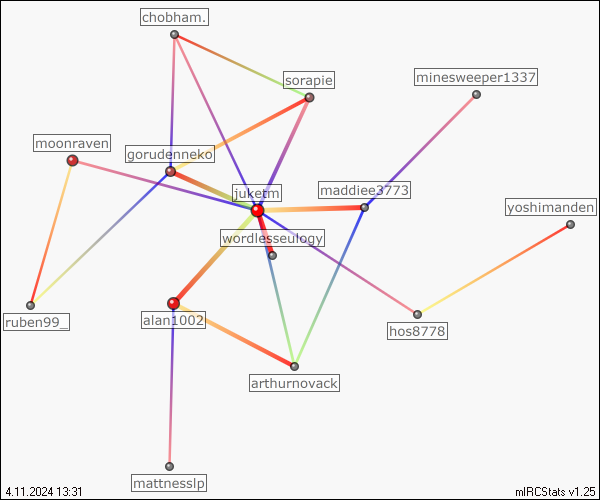 chobham.
sorapie
minesweeper1337
moonraven
gorudenneko
juketm
maddiee3773
yoshimanden
wordlesseulogy
ruben99_
alan1002
hos8778
arthurnovack
mattnesslp
4.11.2024 13:31
mIRCStats v1.25